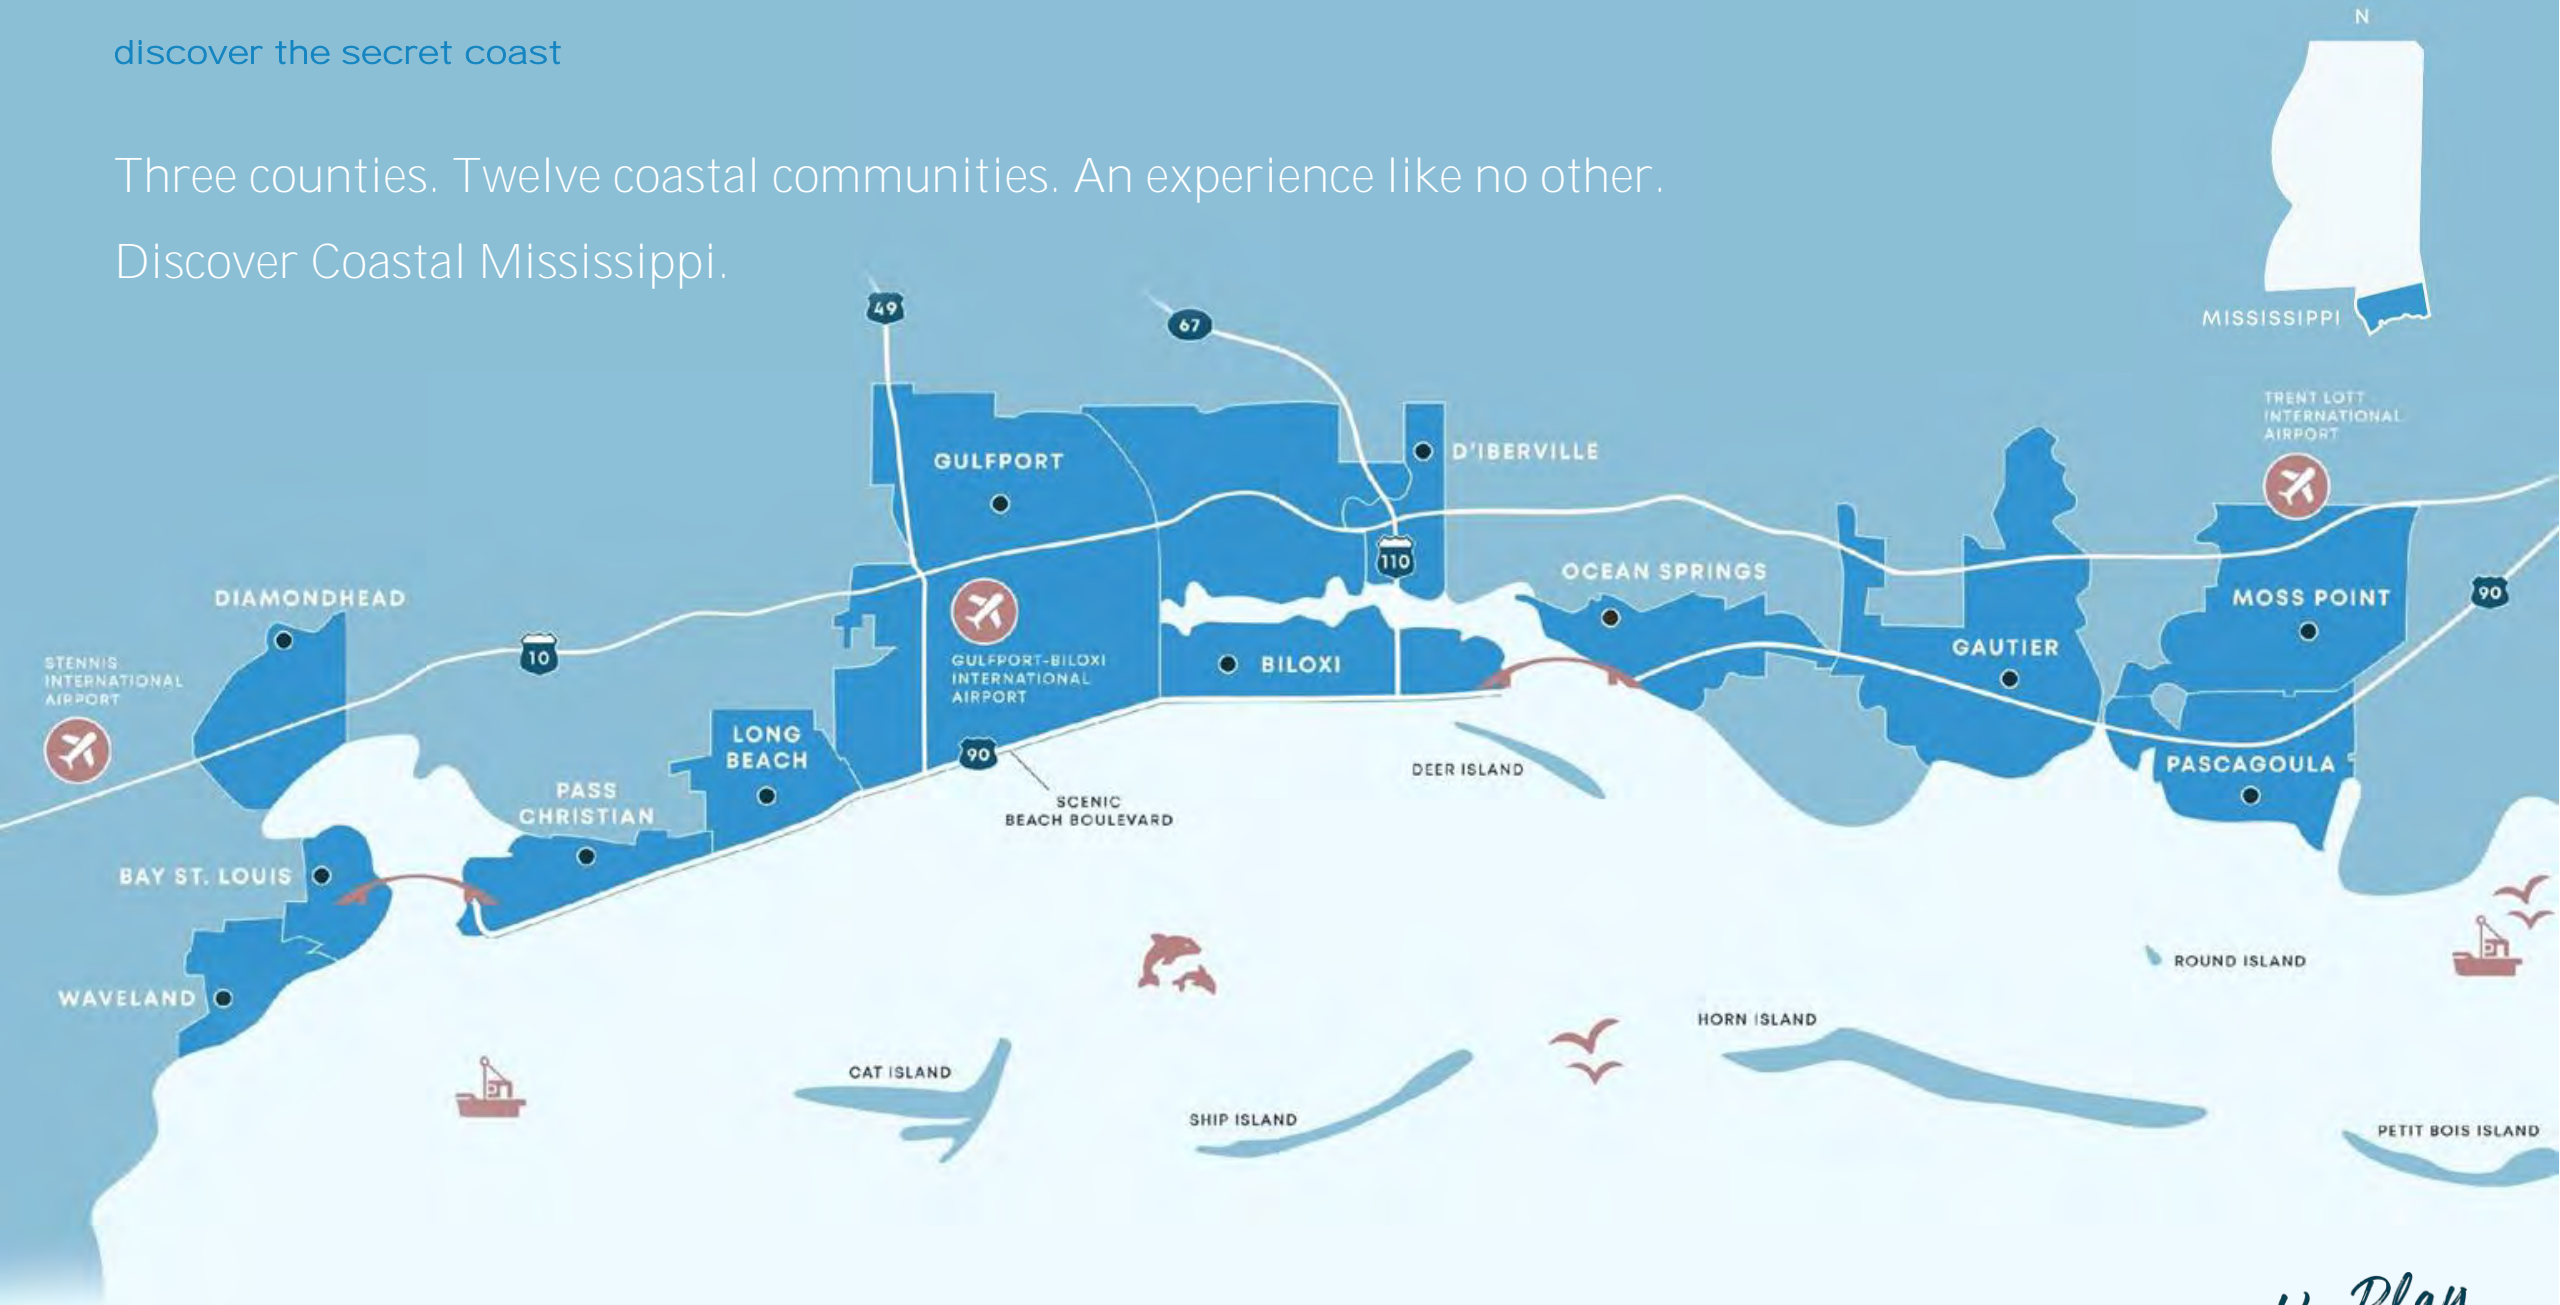 N
discover the secret coast
Three counties. Twelve coastal communities. An experience like no other.
Discover Coastal Mississippi.
49
67
MISSISSIPPI
TRENT LOTT
INTERNATIONAL
AIRPORT
GULFPORT
D'IBERVILLE
110
OCEAN SPRINGS
DIAMONDHEAD
MOSS POINT
90
10
GAUTIER
STENNIS
INTERNATIONAL
AIRPORT
GULFPORT-BILOXI
INTERNATIONAL
AIRPORT
BILOXI
LONG
BEACH
90
PASCAGOULA
DEER ISLAND
PASS
CHRISTIAN
SCENIC
BEACH BOULEVARD
BAY ST. LOUIS
ROUND ISLAND
WAVELAND
HORN ISLAND
CAT ISLAND
SHIP ISLAND
PETIT BOIS ISLAND
Play